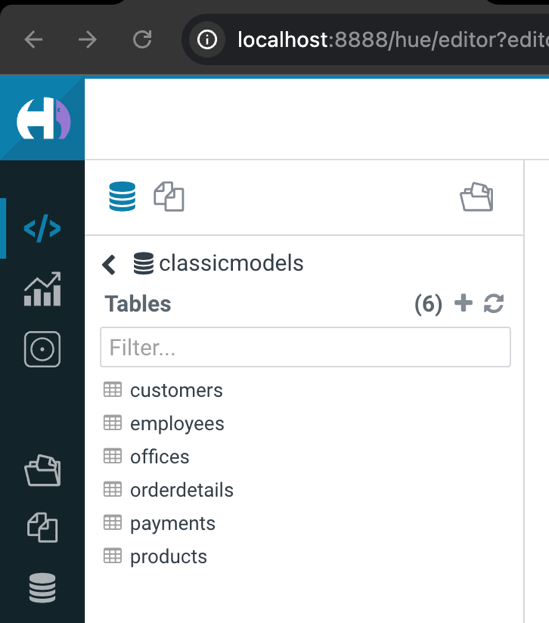 localhost:8888/hue/editor?edito
classicmodels
Tables (6)
Filter...
customers
employees
offices
orderdetails
payments
products